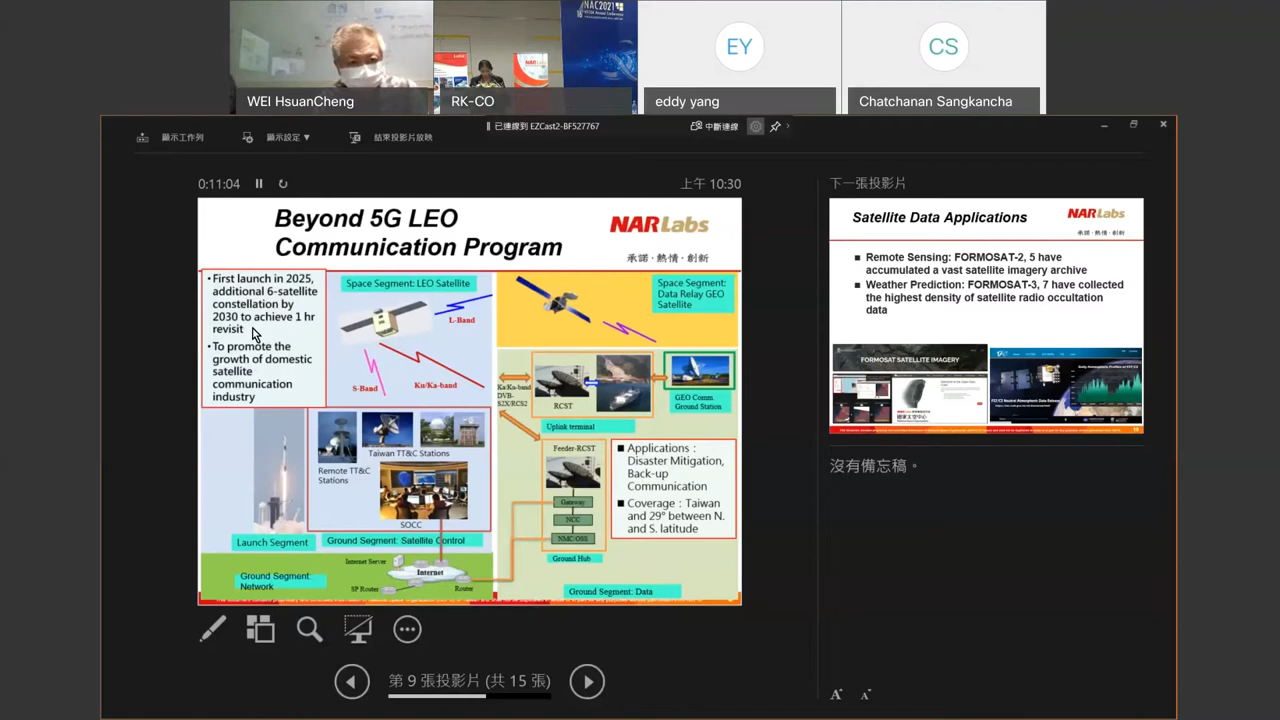 NAC2021
EY
CS
WEI HsuanCheng
RK-CO
eddy yang
Chatchanan Sangkancha
顯示工作列
顯示設定 ▼
結束投影片放映
已連線到 EZCast2-BF527767
中斷連線
0:11:04
上午 10:30
下一張投影片
Beyond 5G LEO
Communication Program
NARLabs
承諾‧熱情‧創新
• First launch in 2025,
additional 6-satellite
constellation by
2030 to achieve 1 hr
revisit
• To promote the
growth of domestic
satellite
communication
industry
Space Segment: LEO Satellite
L-Band
S-Band
Ku/Ka-band
Space Segment:
Data Relay GEO
Satellite
Ku/Ka-band
DVB-
S2X/RCS2
RCST
GEO Comm.
Ground Station
Uplink terminal
Taiwan TT&C Stations
Remote TT&C
Stations
SOCC
Launch Segment
Ground Segment: Satellite Control
Feeder-RCST
Gateway
NCC
NMC/OSS
Ground Hub
■ Applications：
Disaster Mitigation,
Back-up
Communication
■ Coverage：Taiwan
and 29° between N.
and S. latitude
Internet Server
Internet
Ground Segment:
Network
SP Router
Router
Ground Segment: Data
Satellite Data Applications
NARLabs
承諾‧熱情‧創新
■ Remote Sensing: FORMOSAT-2, 5 have
accumulated a vast satellite imagery archive
■ Weather Prediction: FORMOSAT-3, 7 have collected
the highest density of satellite radio occultation
data
FORMOSAT SATELLITE IMAGERY
沒有備忘稿。
第 9 張投影片 (共 15 張)